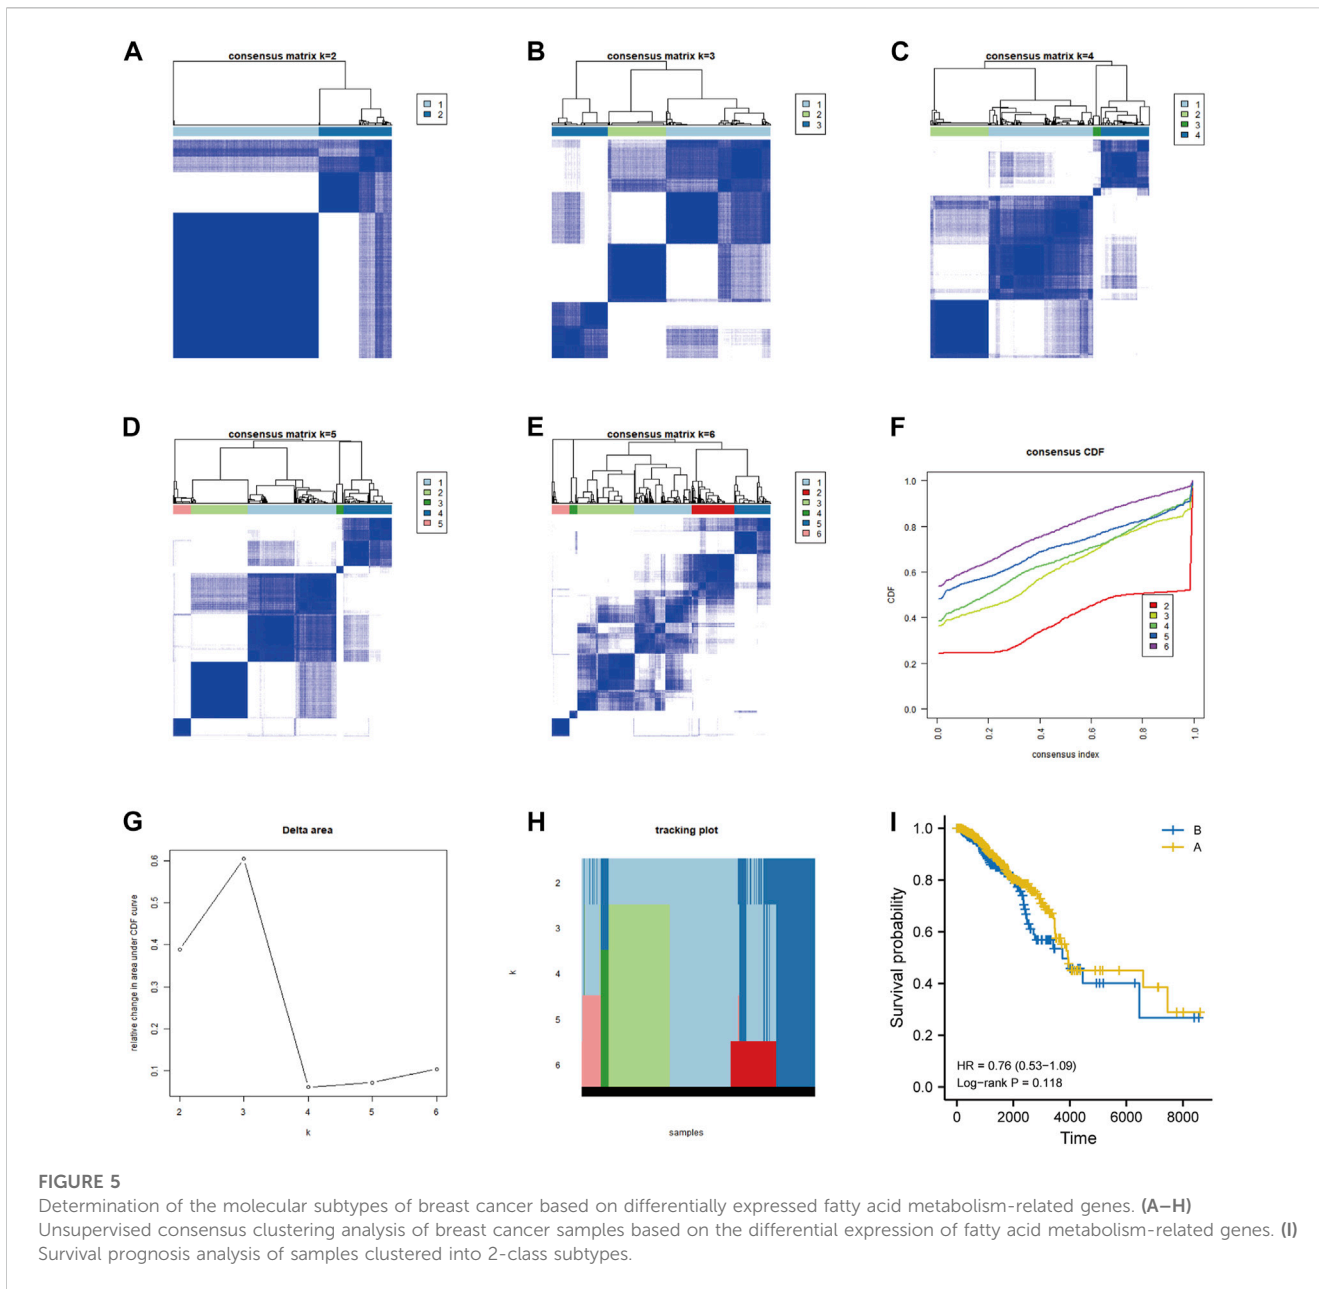 A
consensus matrix k=2
1
2
B
consensus matrix k=3
1
2
3
C
consensus matrix k=4
1
2
3
4
D
consensus matrix k=5
1
2
3
4
5
E
consensus matrix k=6
1
2
3
4
5
6
F
consensus CDF
CDF
1.0
0.8
0.6
0.4
0.2
0.0
2
3
4
5
6
0.0 0.2 0.4 0.6 0.8 1.0
consensus index
G
Delta area
relative change in area under CDF curve
0.6
0.5
0.4
0.3
0.2
0.1
2 3 4 5 6
k
H
tracking plot
k
2
3
4
5
6
samples
I
B
A
Survival probability
1.0
0.8
0.6
0.4
0.2
0.0
HR = 0.76 (0.53−1.09)
Log−rank P = 0.118
0 2000 4000 6000 8000
Time
FIGURE 5
Determination of the molecular subtypes of breast cancer based on differentially expressed fatty acid metabolism-related genes. (A–H)
Unsupervised consensus clustering analysis of breast cancer samples based on the differential expression of fatty acid metabolism-related genes. (I)
Survival prognosis analysis of samples clustered into 2-class subtypes.